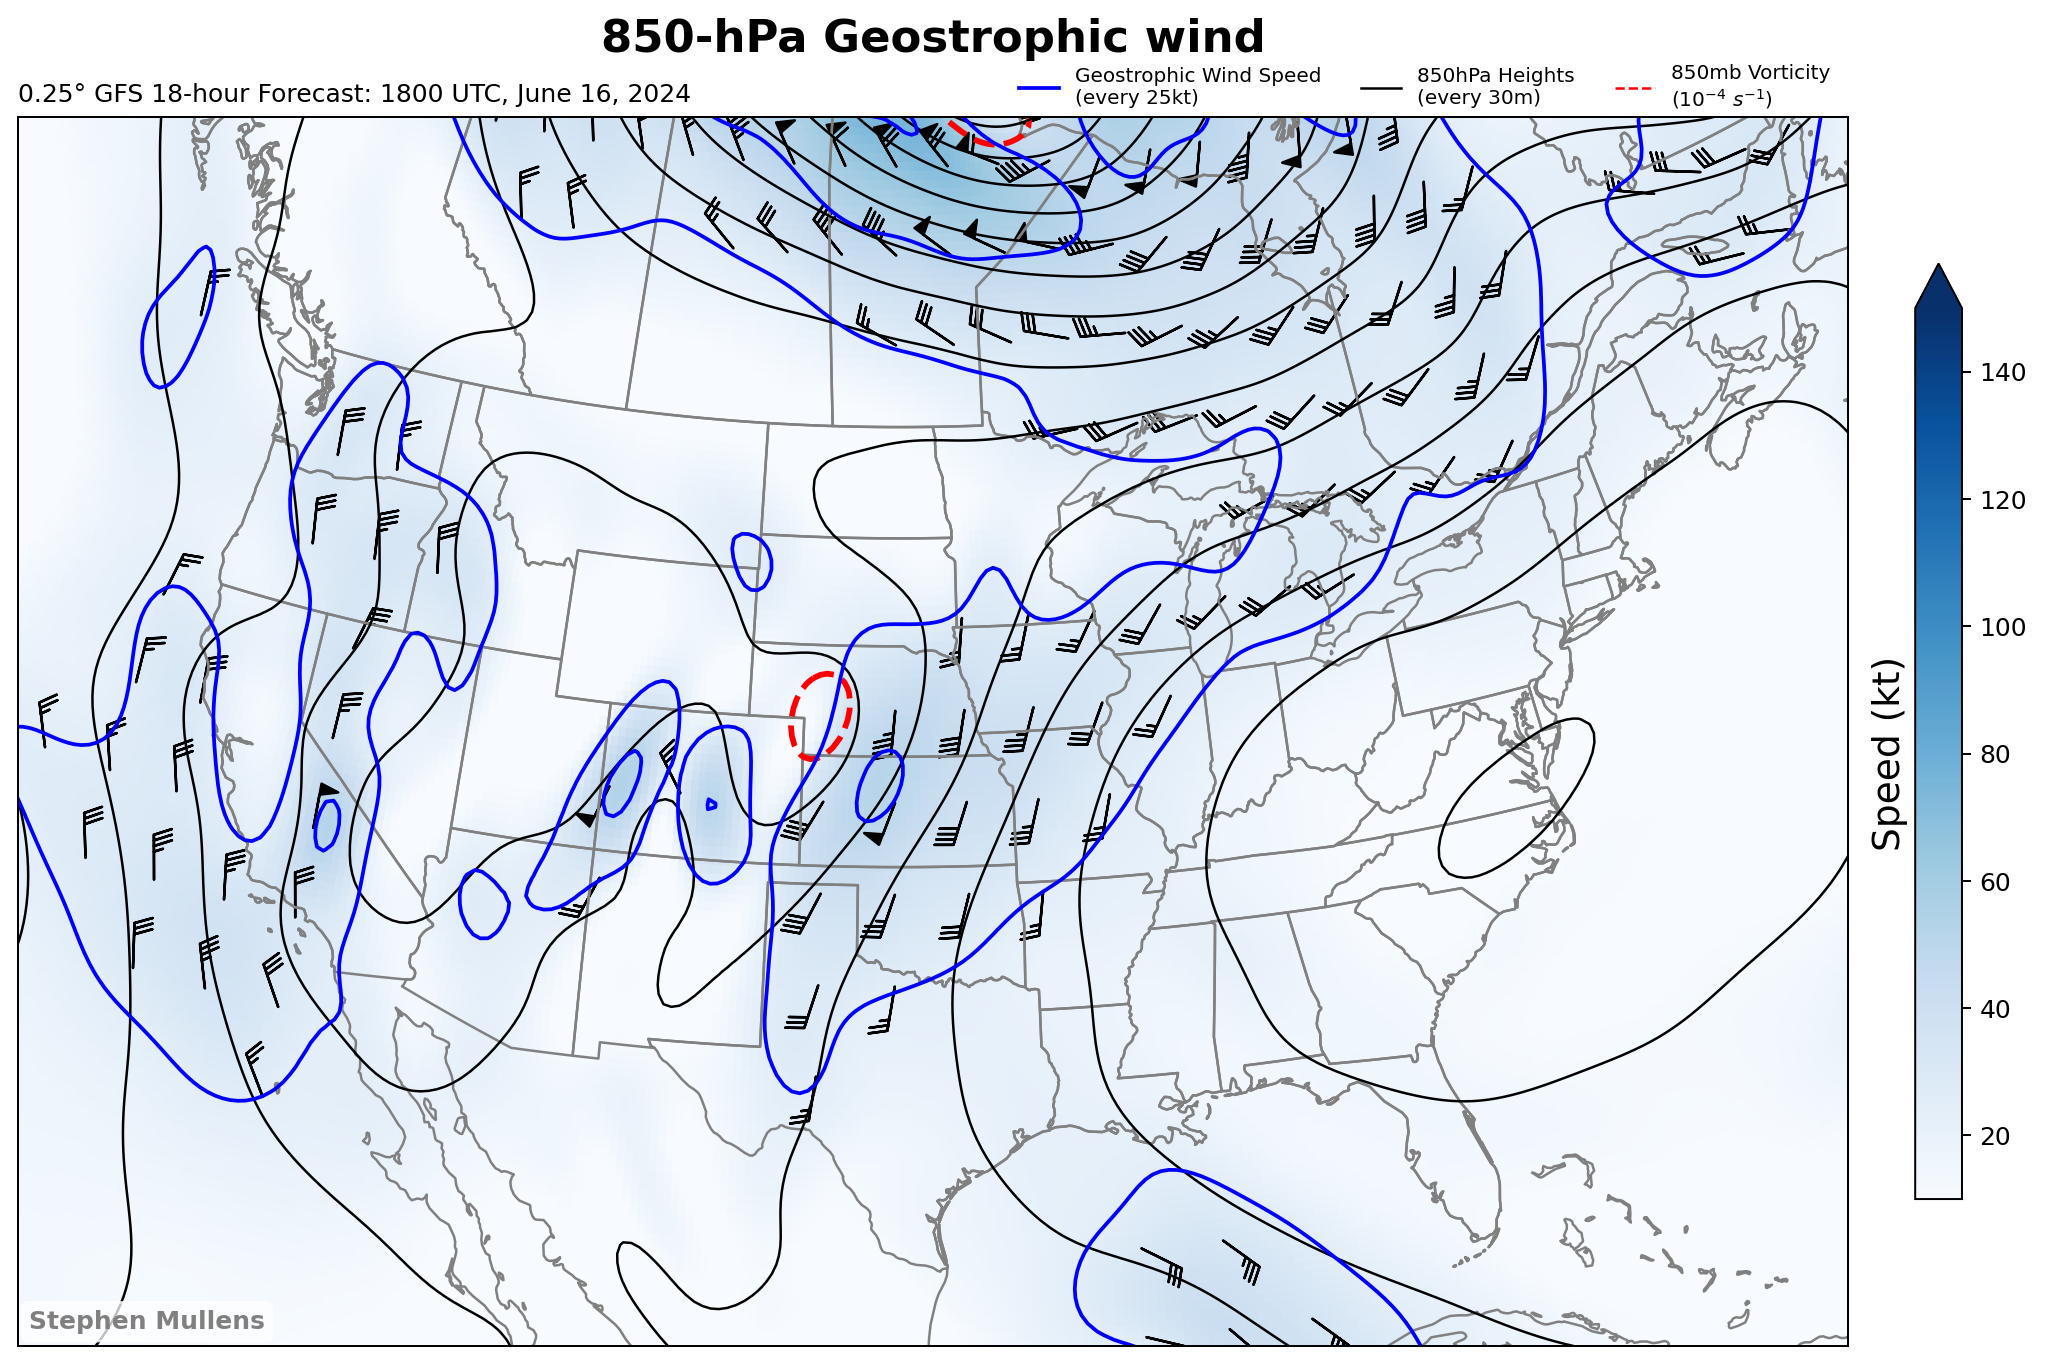 850-hPa Geostrophic wind
0.25° GFS 18-hour Forecast: 1800 UTC, June 16, 2024
Geostrophic Wind Speed
(every 25kt)
850hPa Heights
(every 30m)
850mb Vorticity
(10⁻⁴ s⁻¹)
140
120
100
80
60
40
20
Speed (kt)
Stephen Mullens